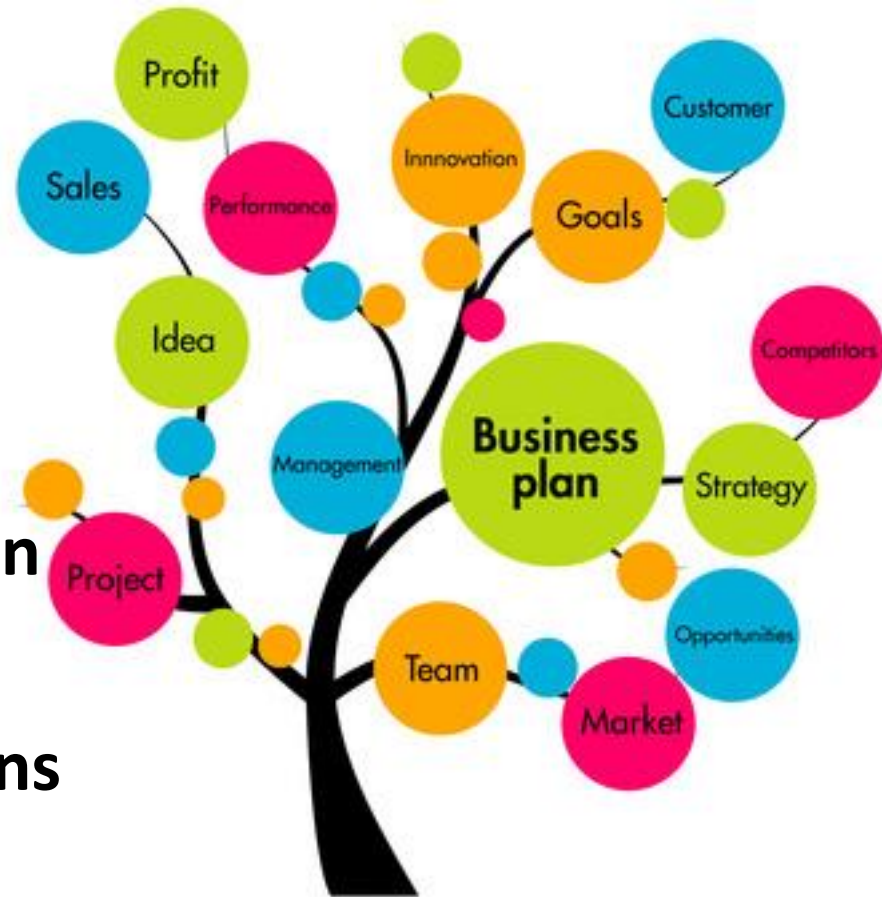 Profit
Customer
Innnovation
Sales
Performance
Goals
Idea
Competitors
Business
plan
Management
Strategy
n
Project
Opportunities
Team
Market
ns